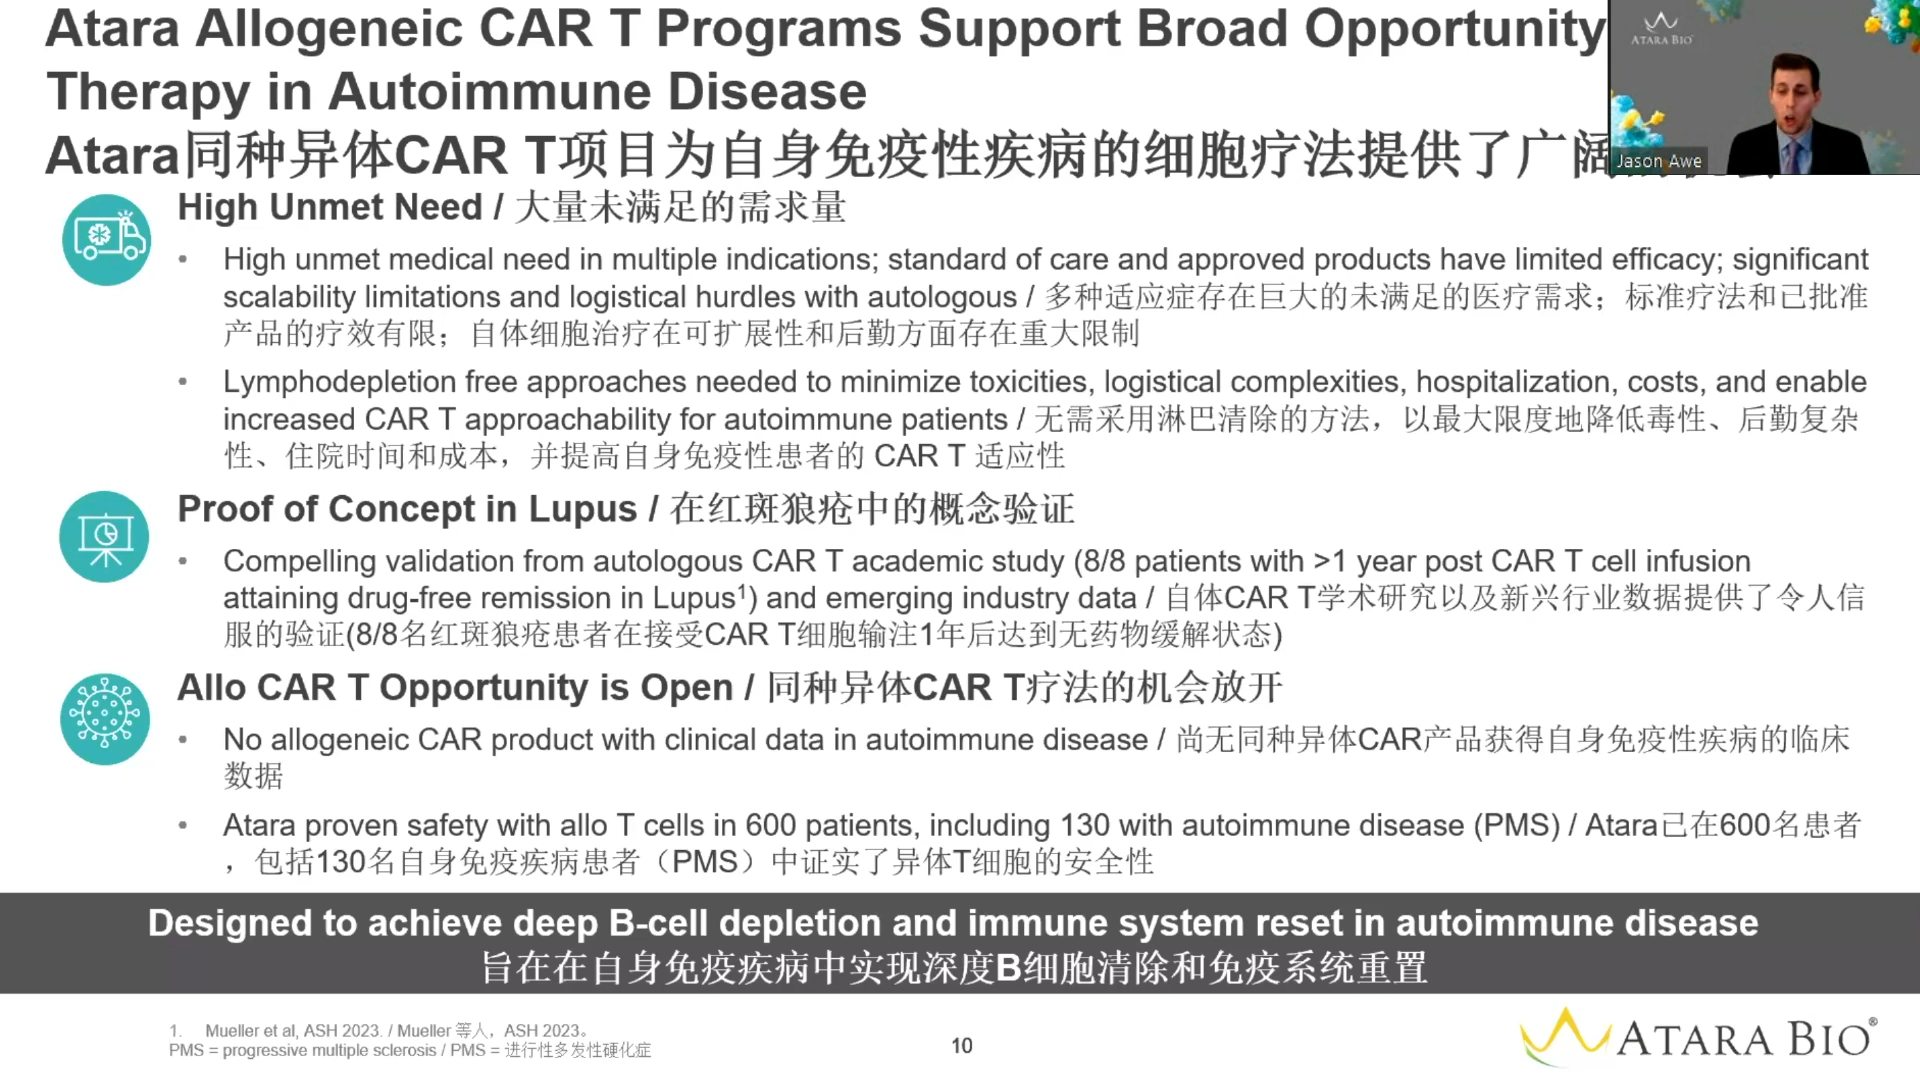 Atara Allogeneic CAR T Programs Support Broad Opportunity
Therapy in Autoimmune Disease
Atara同种异体CAR T项目为自身免疫性疾病的细胞疗法提供了广阔
ATARA BIO
Jason Awe
High Unmet Need / 大量未满足的需求量
• High unmet medical need in multiple indications; standard of care and approved products have limited efficacy; significant
scalability limitations and logistical hurdles with autologous / 多种适应症存在巨大的未满足的医疗需求；标准疗法和已批准
产品的疗效有限；自体细胞治疗在可扩展性和后勤方面存在重大限制
• Lymphodepletion free approaches needed to minimize toxicities, logistical complexities, hospitalization, costs, and enable
increased CAR T approachability for autoimmune patients / 无需采用淋巴清除的方法，以最大限度地降低毒性、后勤复杂
性、住院时间和成本，并提高自身免疫性患者的 CAR T 适应性
Proof of Concept in Lupus / 在红斑狼疮中的概念验证
• Compelling validation from autologous CAR T academic study (8/8 patients with >1 year post CAR T cell infusion
attaining drug-free remission in Lupus¹) and emerging industry data / 自体CAR T学术研究以及新兴行业数据提供了令人信
服的验证(8/8名红斑狼疮患者在接受CAR T细胞输注1年后达到无药物缓解状态)
Allo CAR T Opportunity is Open / 同种异体CAR T疗法的机会放开
• No allogeneic CAR product with clinical data in autoimmune disease / 尚无同种异体CAR产品获得自身免疫性疾病的临床
数据
• Atara proven safety with allo T cells in 600 patients, including 130 with autoimmune disease (PMS) / Atara已在600名患者
，包括130名自身免疫疾病患者（PMS）中证实了异体T细胞的安全性
Designed to achieve deep B-cell depletion and immune system reset in autoimmune disease
旨在在自身免疫疾病中实现深度B细胞清除和免疫系统重置
1. Mueller et al, ASH 2023. / Mueller 等人，ASH 2023。
PMS = progressive multiple sclerosis / PMS = 进行性多发性硬化症
10
ATARA BIO®